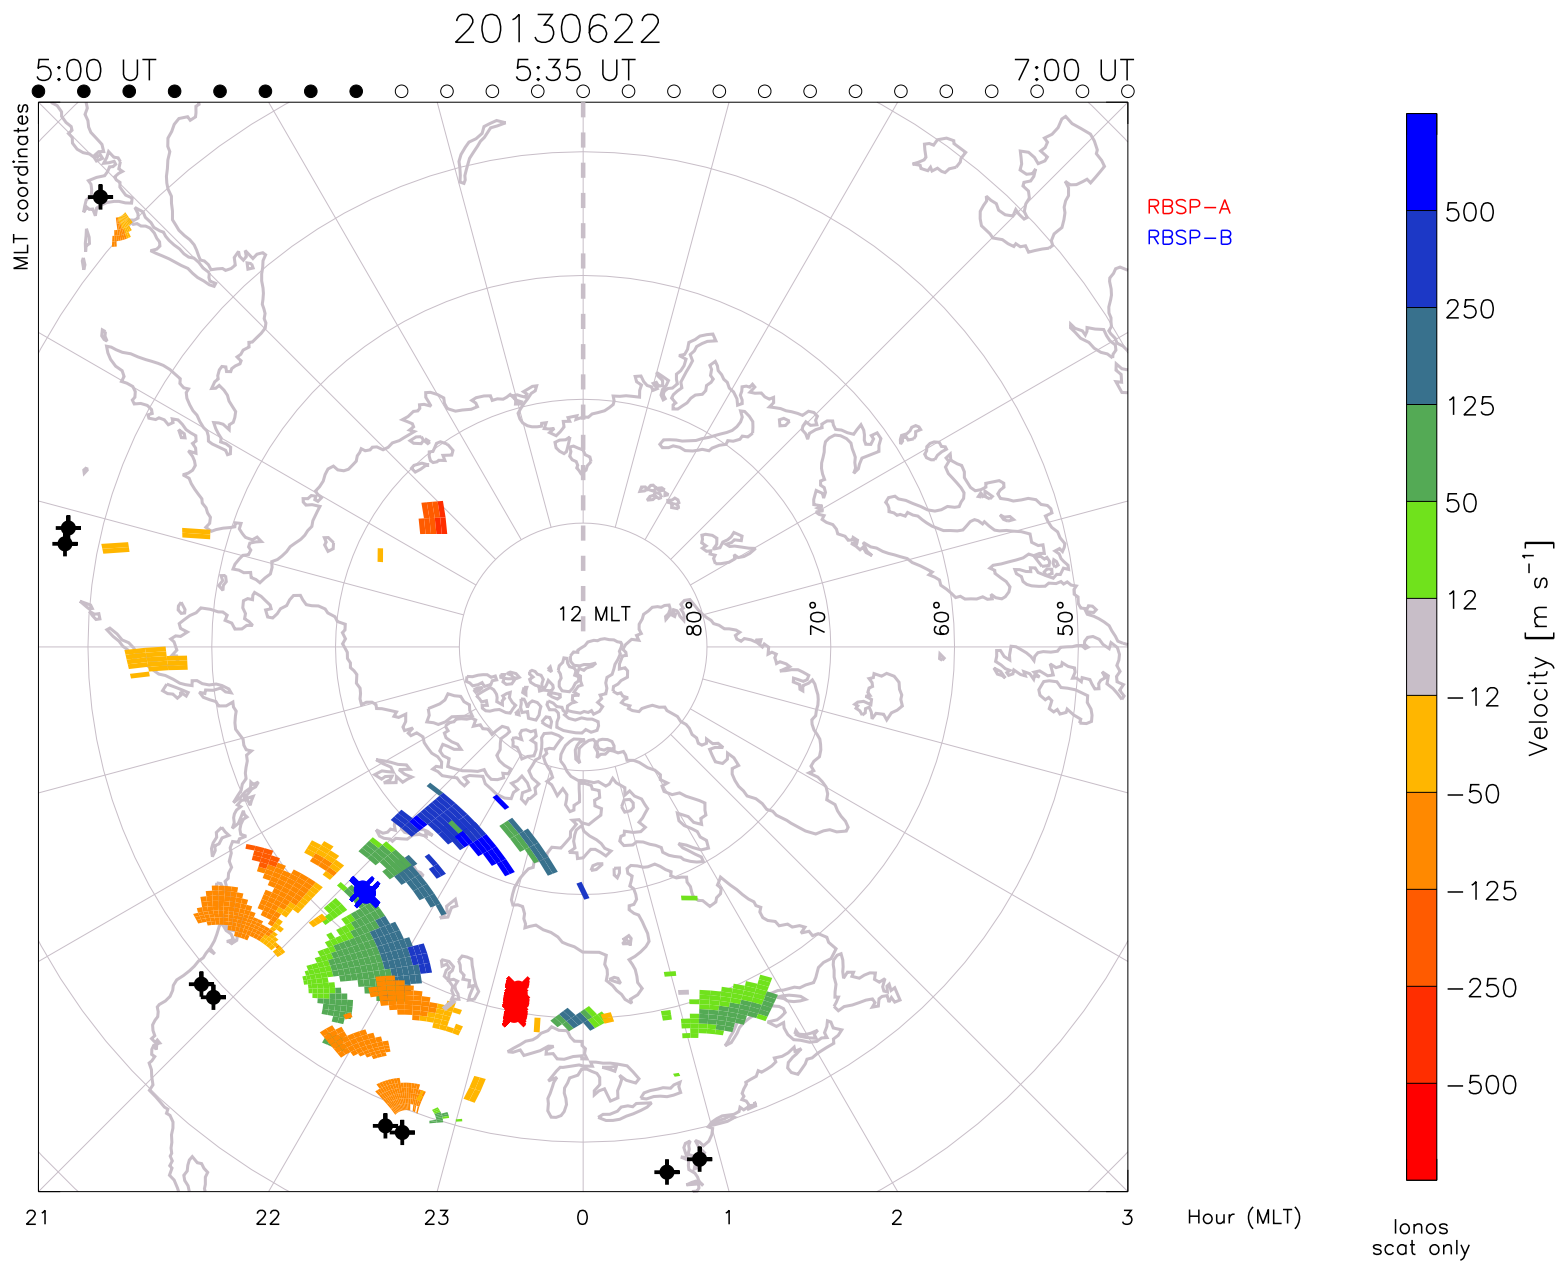 20130622
5:00 UT 5:35 UT 7:00 UT
MLT coordinates
RBSP-A
RBSP-B
500
250
125
50
12
-12
-50
-125
-250
-500
Velocity [m s⁻¹]
12 MLT 80° 70° 60° 50°
21 22 23 0 1 2 3 Hour (MLT)
Ionos
scat only